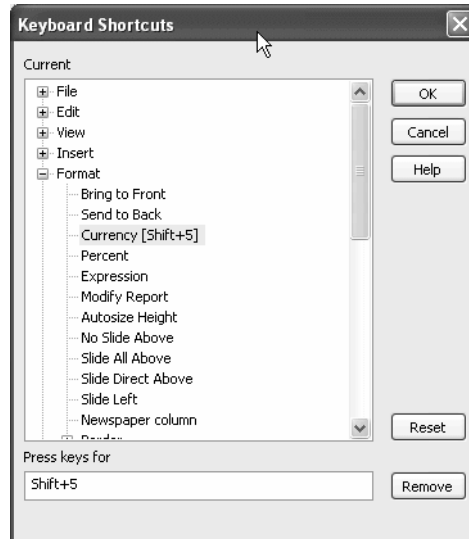 Keyboard Shortcuts
Current
File
Edit
View
Insert
Format
Bring to Front
Send to Back
Currency [Shift+5]
Percent
Expression
Modify Report
Autosize Height
No Slide Above
Slide All Above
Slide Direct Above
Slide Left
Newspaper column
Border
OK
Cancel
Help
Reset
Press keys for
Shift+5
Remove